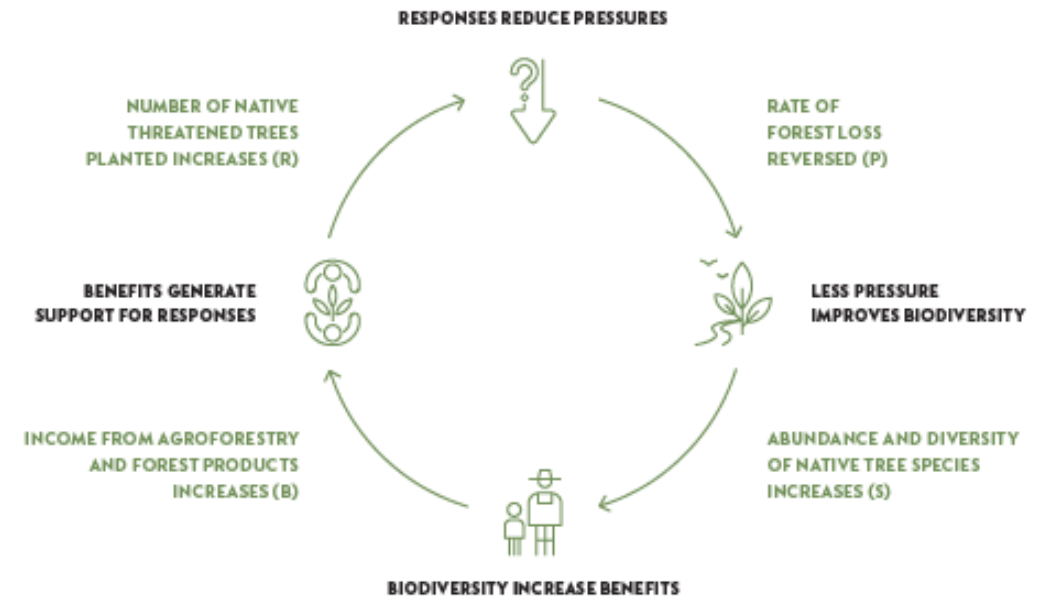 RESPONSES REDUCE PRESSURES
NUMBER OF NATIVE
THREATENED TREES
PLANTED INCREASES (R)
RATE OF
FOREST LOSS
REVERSED (P)
BENEFITS GENERATE
SUPPORT FOR RESPONSES
LESS PRESSURE
IMPROVES BIODIVERSITY
INCOME FROM AGROFORESTRY
AND FOREST PRODUCTS
INCREASES (B)
ABUNDANCE AND DIVERSITY
OF NATIVE TREE SPECIES
INCREASES (S)
BIODIVERSITY INCREASE BENEFITS